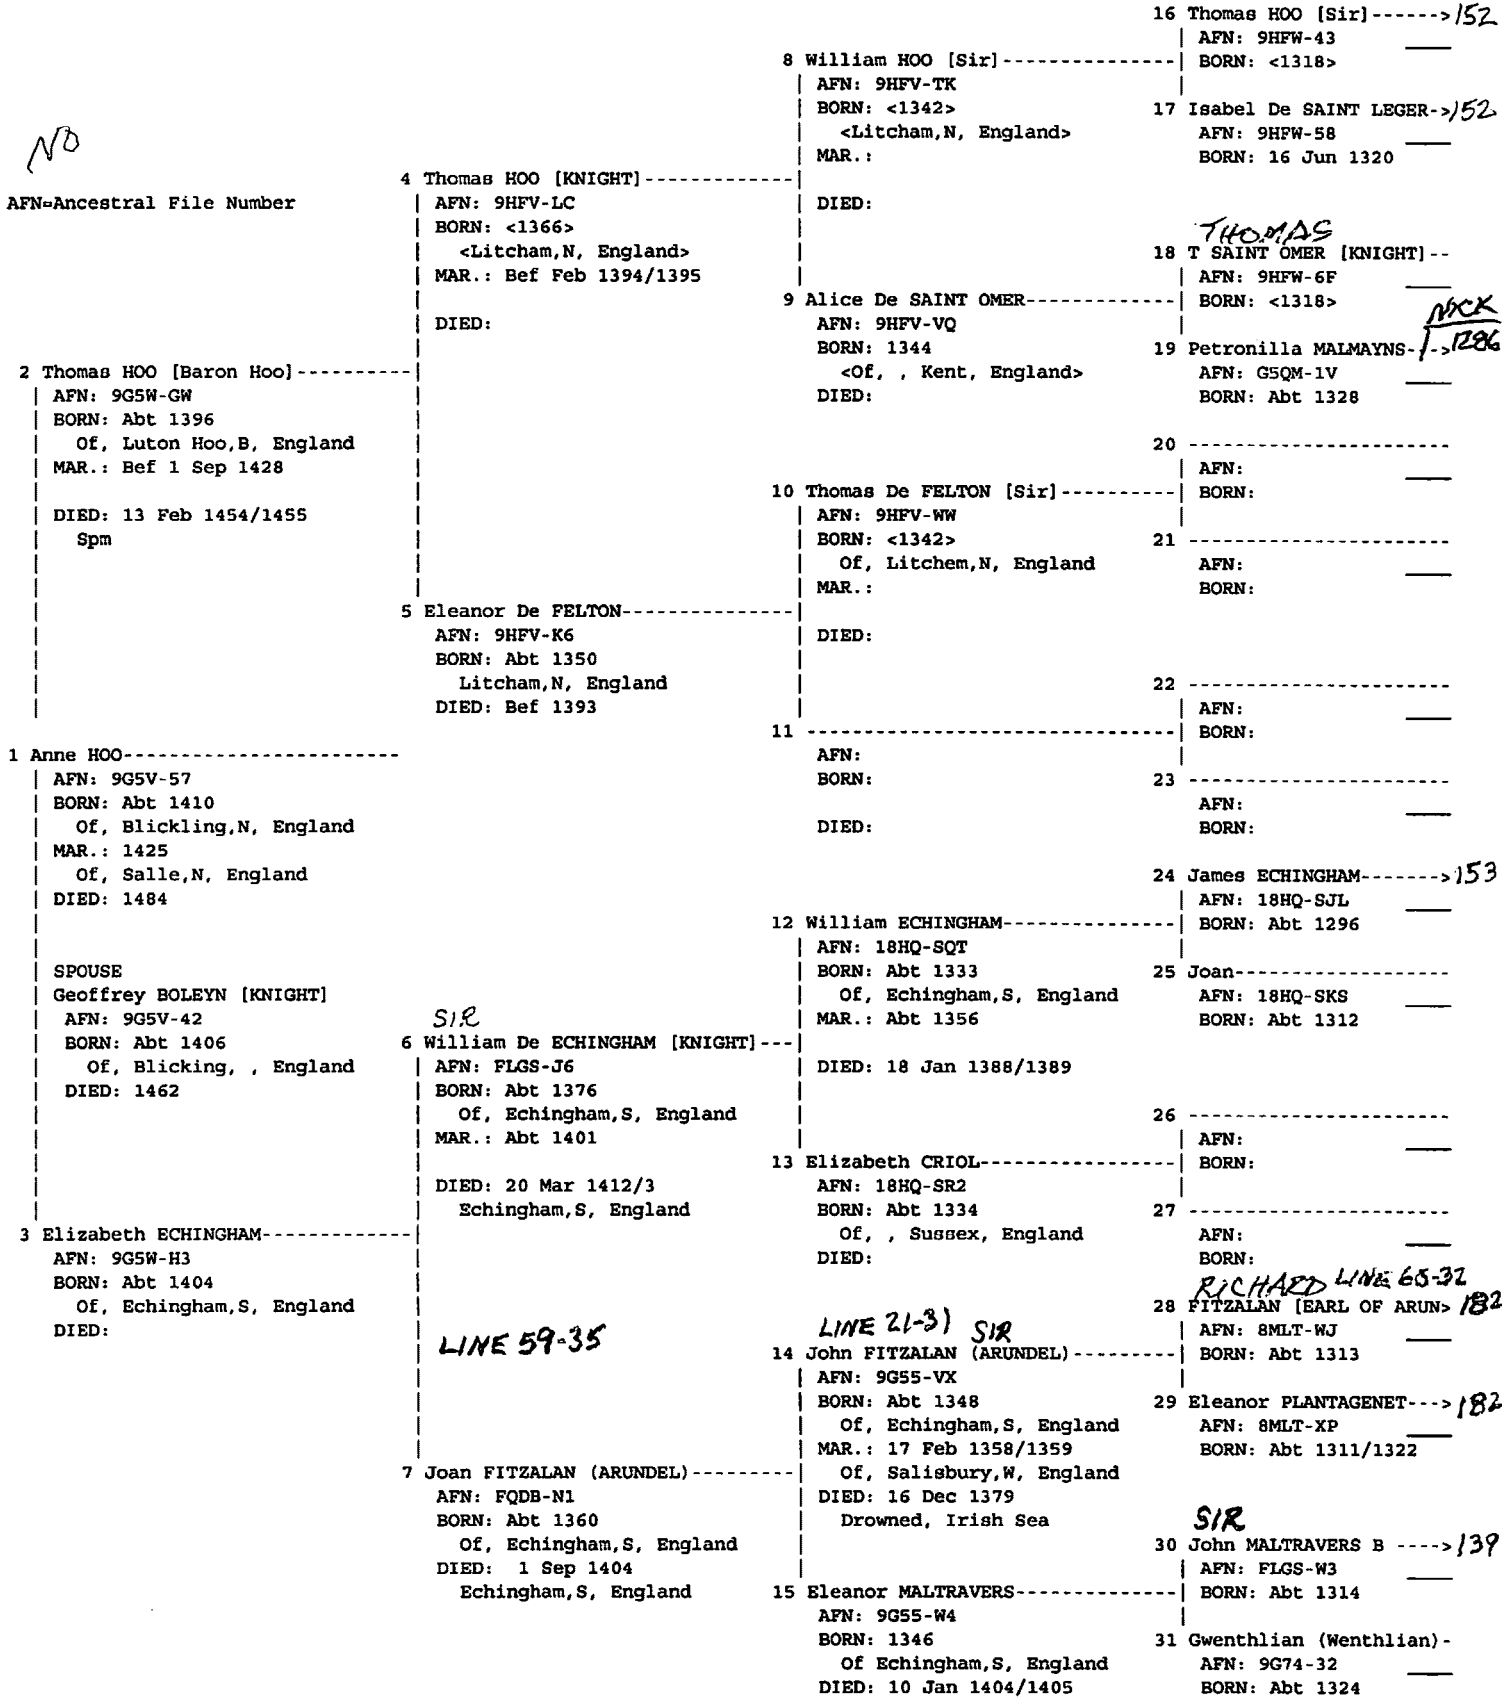 NO
AFN=Ancestral File Number
2 Thomas HOO [Baron Hoo]----------
AFN: 9G5W-GW
BORN: Abt 1396
Of, Luton Hoo,B, England
MAR.: Bef 1 Sep 1428
DIED: 13 Feb 1454/1455
Spm
1 Anne HOO-----------------------
AFN: 9G5V-57
BORN: Abt 1410
Of, Blickling,N, England
MAR.: 1425
Of, Salle,N, England
DIED: 1484
SPOUSE
Geoffrey BOLEYN [KNIGHT]
AFN: 9G5V-42
BORN: Abt 1406
Of, Blicking, , England
DIED: 1462
3 Elizabeth ECHINGHAM-------------
AFN: 9G5W-H3
BORN: Abt 1404
Of, Echingham,S, England
DIED:
4 Thomas HOO [KNIGHT]-------------
AFN: 9HFV-LC
BORN: <1366>
<Litcham,N, England>
MAR.: Bef Feb 1394/1395
DIED:
5 Eleanor De FELTON---------------
AFN: 9HFV-K6
BORN: Abt 1350
Litcham,N, England
DIED: Bef 1393
SIR
6 William De ECHINGHAM [KNIGHT]---
AFN: FLGS-J6
BORN: Abt 1376
Of, Echingham,S, England
MAR.: Abt 1401
DIED: 20 Mar 1412/3
Echingham,S, England
LINE 59-35
7 Joan FITZALAN (ARUNDEL)---------
AFN: FQDB-N1
BORN: Abt 1360
Of, Echingham,S, England
DIED: 1 Sep 1404
Echingham,S, England
8 William HOO [Sir]---------------
AFN: 9HFV-TK
BORN: <1342>
<Litcham,N, England>
MAR.:
DIED:
9 Alice De SAINT OMER-------------
AFN: 9HFV-VQ
BORN: 1344
<Of, , Kent, England>
DIED:
10 Thomas De FELTON [Sir]----------
AFN: 9HFV-WW
BORN: <1342>
Of, Litchem,N, England
MAR.:
DIED:
11 --------------------------------
AFN:
BORN:
DIED:
12 William ECHINGHAM---------------
AFN: 18HQ-SQT
BORN: Abt 1333
Of, Echingham,S, England
MAR.: Abt 1356
DIED: 18 Jan 1388/1389
13 Elizabeth CRIOL-----------------
AFN: 18HQ-SR2
BORN: Abt 1334
Of, , Sussex, England
DIED:
LINE 21-31 SIR
14 John FITZALAN (ARUNDEL)---------
AFN: 9G55-VX
BORN: Abt 1348
Of, Echingham,S, England
MAR.: 17 Feb 1358/1359
Of, Salisbury,W, England
DIED: 16 Dec 1379
Drowned, Irish Sea
15 Eleanor MALTRAVERS--------------
AFN: 9G55-W4
BORN: 1346
Of Echingham,S, England
DIED: 10 Jan 1404/1405
16 Thomas HOO [Sir]------>152
AFN: 9HFW-43
BORN: <1318>
17 Isabel De SAINT LEGER->152
AFN: 9HFW-58
BORN: 16 Jun 1320
THOMAS
18 T SAINT OMER [KNIGHT]--
AFN: 9HFW-6F
BORN: <1318>
19 Petronilla MALMAYNS--->1286
AFN: G5QM-1V
BORN: Abt 1328
20 -----------------------
AFN:
BORN:
21 -----------------------
AFN:
BORN:
22 -----------------------
AFN:
BORN:
23 -----------------------
AFN:
BORN:
24 James ECHINGHAM------->153
AFN: 18HQ-SJL
BORN: Abt 1296
25 Joan------------------
AFN: 18HQ-SKS
BORN: Abt 1312
26 -----------------------
AFN:
BORN:
27 -----------------------
AFN:
BORN:
RICHARD LINE 65-32
28 FITZALAN [EARL OF ARUN> 182
AFN: 8MLT-WJ
BORN: Abt 1313
29 Eleanor PLANTAGENET---> 182
AFN: 8MLT-XP
BORN: Abt 1311/1322
SIR
30 John MALTRAVERS B ---->139
AFN: FLGS-W3
BORN: Abt 1314
31 Gwenthlian (Wenthlian)-
AFN: 9G74-32
BORN: Abt 1324